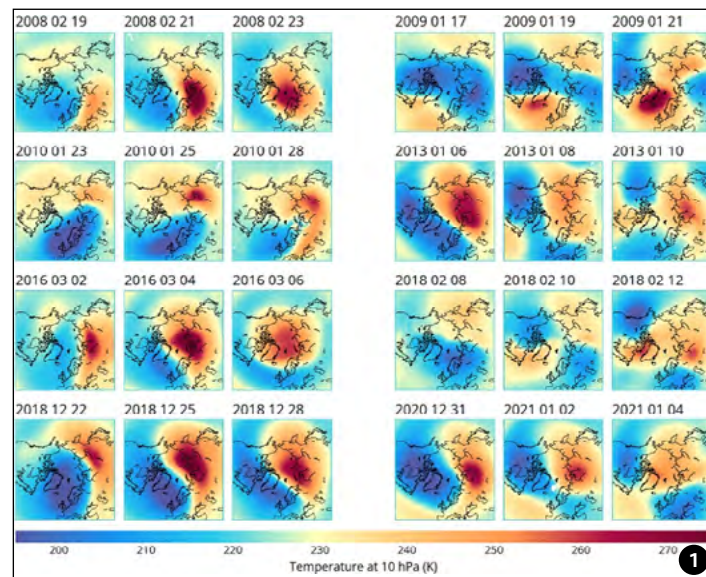 2008 02 19 2008 02 21 2008 02 23 2009 01 17 2009 01 19 2009 01 21
2010 01 23 2010 01 25 2010 01 28 2013 01 06 2013 01 08 2013 01 10
2016 03 02 2016 03 04 2016 03 06 2018 02 08 2018 02 10 2018 02 12
2018 12 22 2018 12 25 2018 12 28 2020 12 31 2021 01 02 2021 01 04
200 210 220 230 240 250 260 270
Temperature at 10 hPa (K)
1